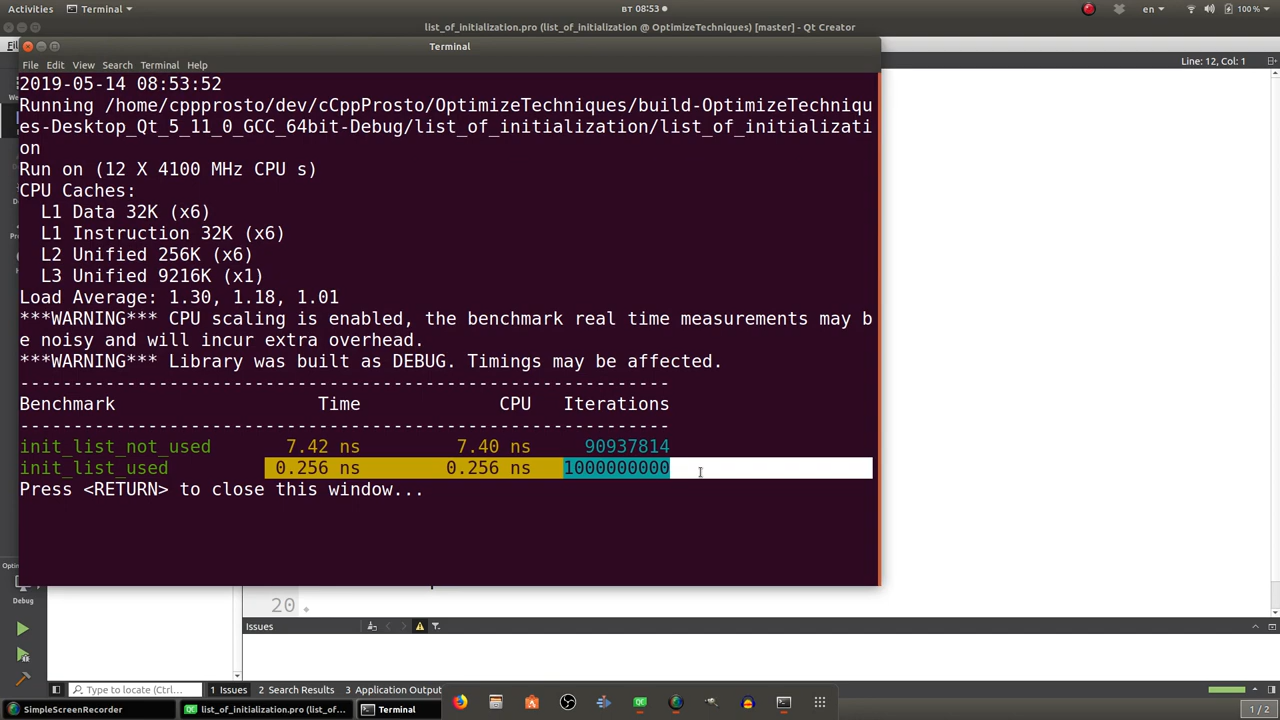 Activities Terminal BT 08:53 en 100 %
list_of_initialization.pro (list_of_initialization @ OptimizeTechniques) [master] - Qt Creator
Terminal
Line: 12, Col: 1
File Edit View Search Terminal Help
2019-05-14 08:53:52
Running /home/cppprosto/dev/cCppProsto/OptimizeTechniques/build-OptimizeTechniqu
es-Desktop_Qt_5_11_0_GCC_64bit-Debug/list_of_initialization/list_of_initializati
on
Run on (12 X 4100 MHz CPU s)
CPU Caches:
L1 Data 32K (x6)
L1 Instruction 32K (x6)
L2 Unified 256K (x6)
L3 Unified 9216K (x1)
Load Average: 1.30, 1.18, 1.01
***WARNING*** CPU scaling is enabled, the benchmark real time measurements may b
e noisy and will incur extra overhead.
***WARNING*** Library was built as DEBUG. Timings may be affected.
---------------------------------------------------------------
Benchmark Time CPU Iterations
---------------------------------------------------------------
init_list_not_used 7.42 ns 7.40 ns 90937814
init_list_used 0.256 ns 0.256 ns 1000000000
Press <RETURN> to close this window...
Debug
20
Issues
Type to locate (... 1 Issues 2 Search Results 3 Application Output
SimpleScreenRecorder list_of_initialization.pro (list_of... Terminal 1 / 2